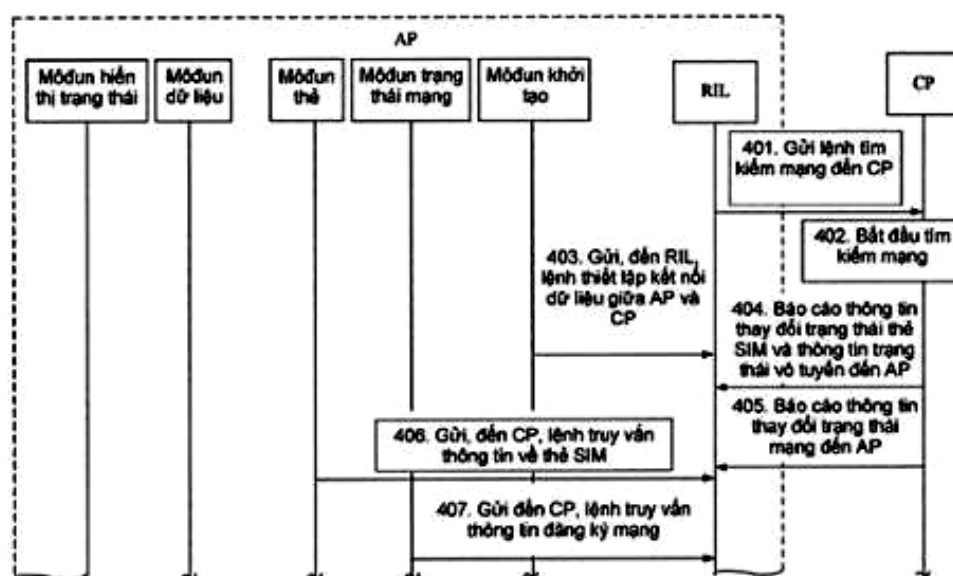 AP
Môđun hiển
thị trạng thái
Môđun
dữ liệu
Môđun
thẻ
Môđun trạng
thái mạng
Môđun khởi
tạo
RIL
CP
401. Gửi lệnh tìm
kiếm mạng đến CP
402. Bắt đầu tìm
kiếm mạng
403. Gửi, đến RIL,
lệnh thiết lập kết nối
dữ liệu giữa AP và
CP
404. Báo cáo thông tin
thay đổi trạng thái thẻ
SIM và thông tin trạng
thái vô tuyến đến AP
405. Báo cáo thông tin
thay đổi trạng thái
mạng đến AP
406. Gửi, đến CP, lệnh truy vấn
thông tin về thẻ SIM
407. Gửi đến CP, lệnh truy vấn
thông tin đăng ký mạng